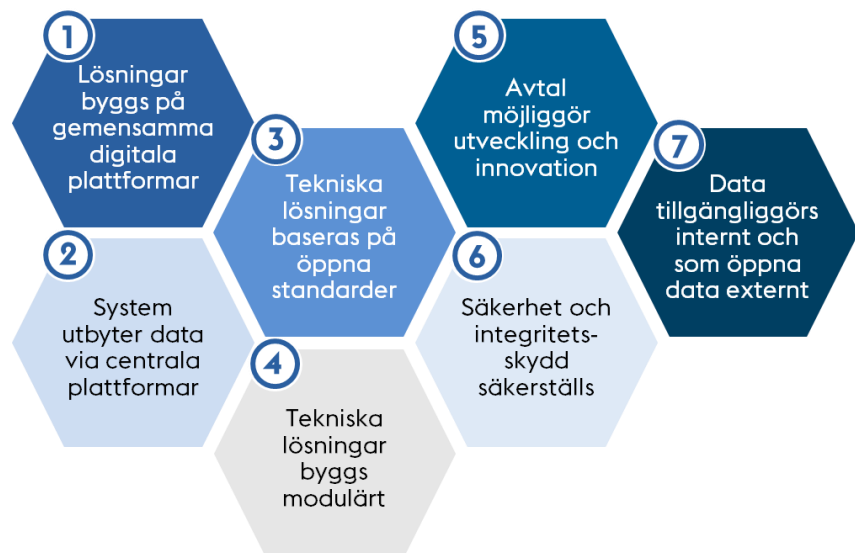 1
Lösningar
byggs på
gemensamma
digitala
plattformar
2
System
utbyter data
via centrala
plattformar
3
Tekniska
lösningar
baseras på
öppna
standarder
4
Tekniska
lösningar
byggs
modulärt
5
Avtal
möjliggör
utveckling och
innovation
6
Säkerhet och
integritets-
skydd
säkerställs
7
Data
tillgängliggörs
internt och
som öppna
data externt